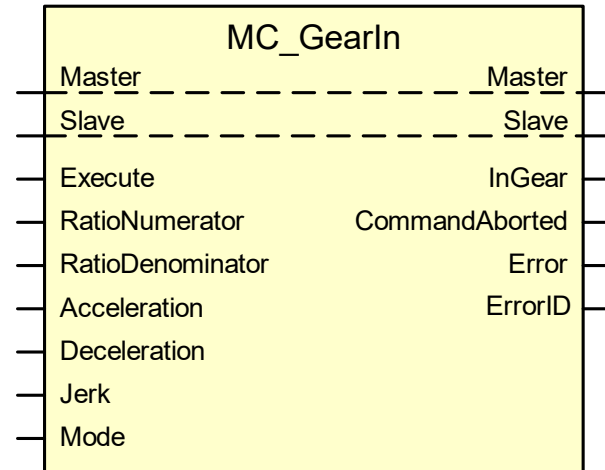 MC_GearIn
Master Master
Slave Slave
Execute InGear
RatioNumerator CommandAborted
RatioDenominator Error
Acceleration ErrorID
Deceleration
Jerk
Mode